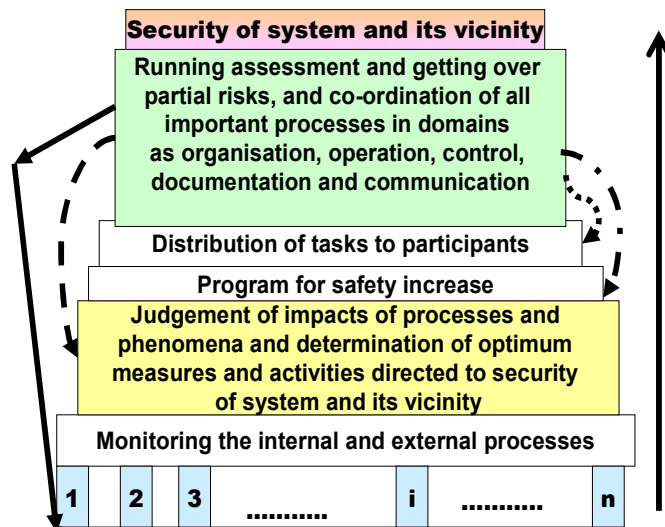 Security of system and its vicinity
Running assessment and getting over
partial risks, and co-ordination of all
important processes in domains
as organisation, operation, control,
documentation and communication
Distribution of tasks to participants
Program for safety increase
Judgement of impacts of processes and
phenomena and determination of optimum
measures and activities directed to security
of system and its vicinity
Monitoring the internal and external processes
1 2 3 ........... i ........... n